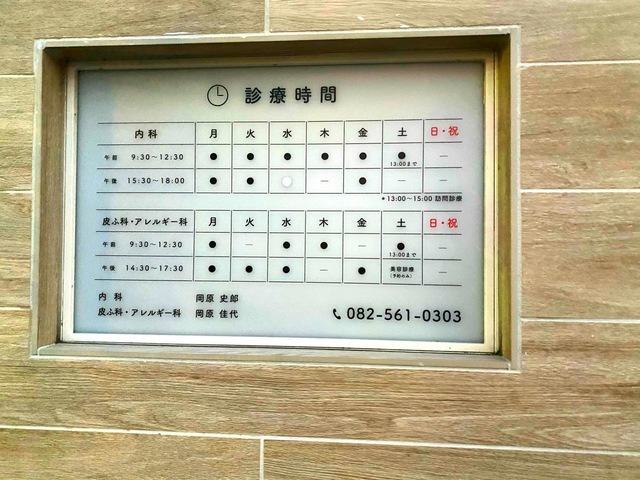 診療時間
内科 月 火 水 木 金 土 日・祝
午前 9:30〜12:30 ● ● ● ● ● ● —
13:00まで
午後 15:30〜18:00 ● ● ○ — ● — —
●13:00〜15:00 訪問診療
皮ふ科・アレルギー科 月 火 水 木 金 土 日・祝
午前 9:30〜12:30 ● — ● ● — ● —
13:00まで
午後 14:30〜17:30 ● ● ● — ● 美容診療 —
(予約のみ)
内科 岡原 史郎
皮ふ科・アレルギー科 岡原 佳代
082-561-0303